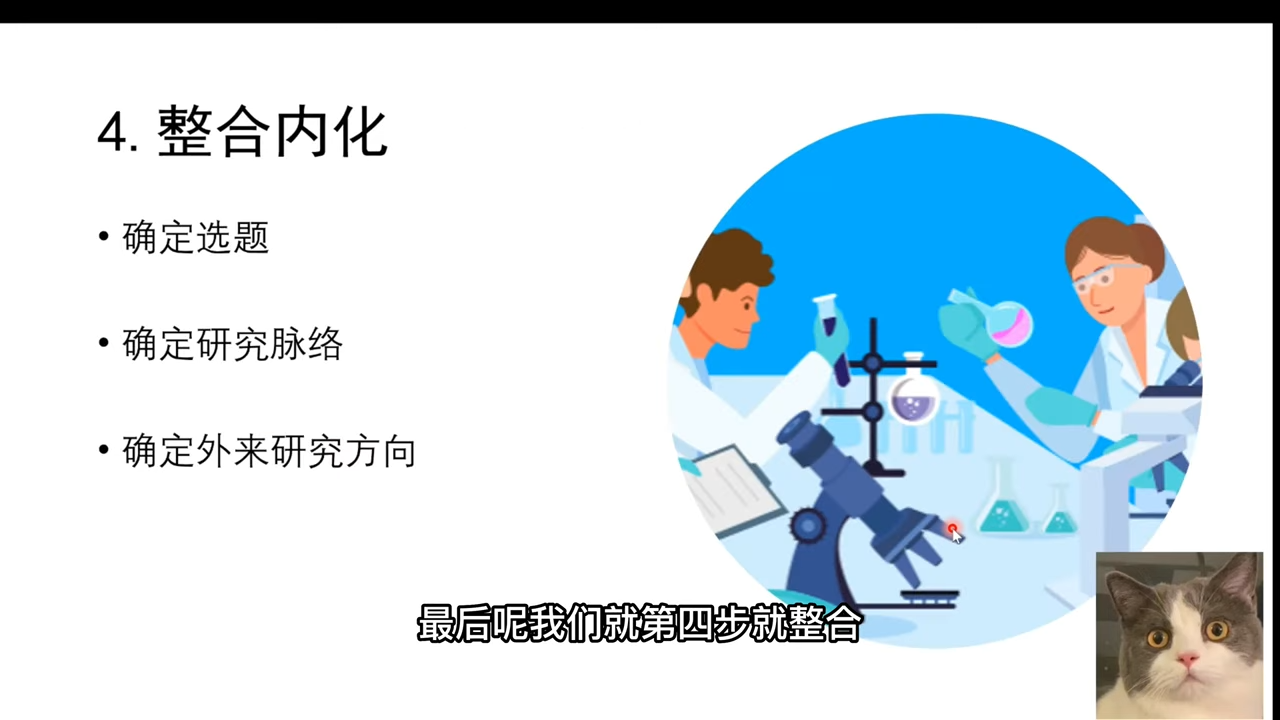 4. 整合内化
• 确定选题
• 确定研究脉络
• 确定外来研究方向
最后呢我们就第四步就整合